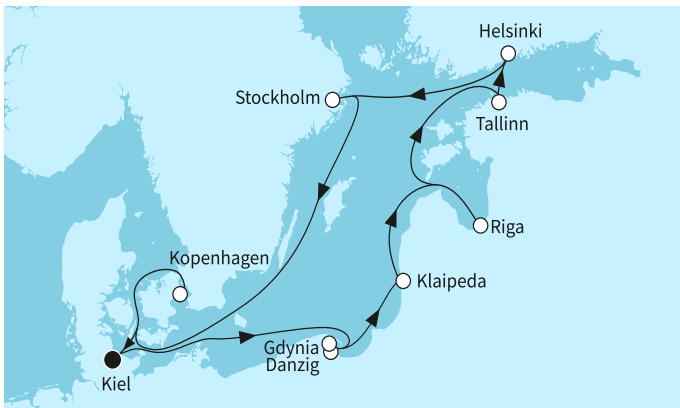 Helsinki
Stockholm
Tallinn
Riga
Kopenhagen
Klaipeda
Gdynia
Danzig
Kiel